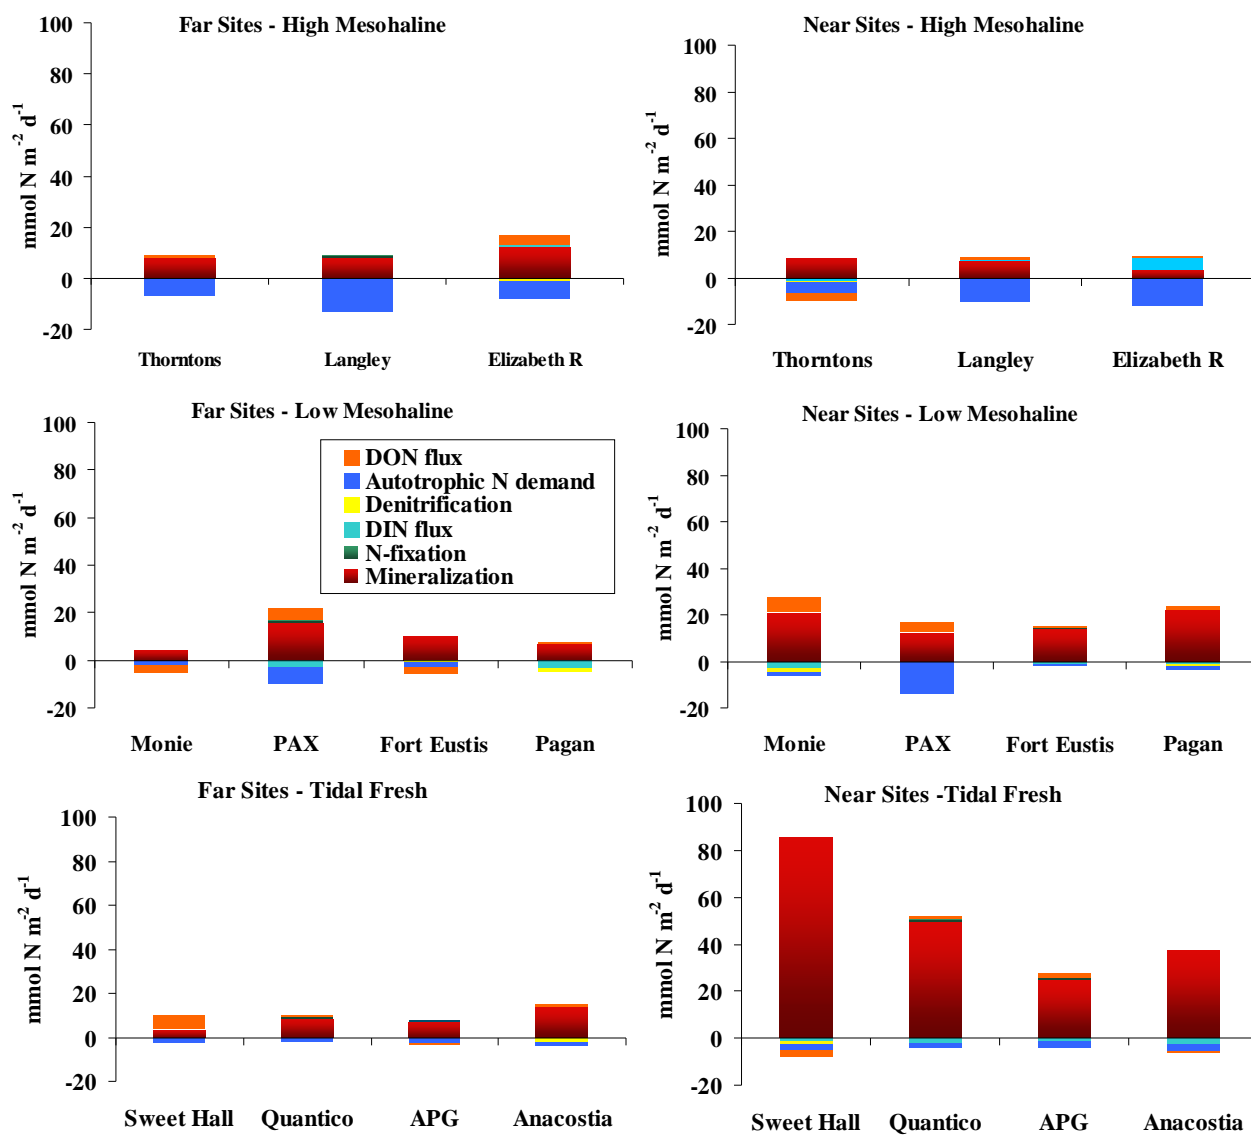 Far Sites - High Mesohaline
mmol N m-2 d-1
100
80
60
40
20
0
-20
Thorntons Langley Elizabeth R
Near Sites - High Mesohaline
mmol N m-2 d-1
100
80
60
40
20
0
-20
Thorntons Langley Elizabeth R
Far Sites - Low Mesohaline
mmol N m-2 d-1
100
80
60
40
20
0
-20
DON flux
Autotrophic N demand
Denitrification
DIN flux
N-fixation
Mineralization
Monie PAX Fort Eustis Pagan
Near Sites - Low Mesohaline
mmol N m-2 d-1
100
80
60
40
20
0
-20
Monie PAX Fort Eustis Pagan
Far Sites - Tidal Fresh
mmol N m-2 d-1
100
80
60
40
20
0
-20
Sweet Hall Quantico APG Anacostia
Near Sites -Tidal Fresh
mmol N m-2 d-1
100
80
60
40
20
0
-20
Sweet Hall Quantico APG Anacostia